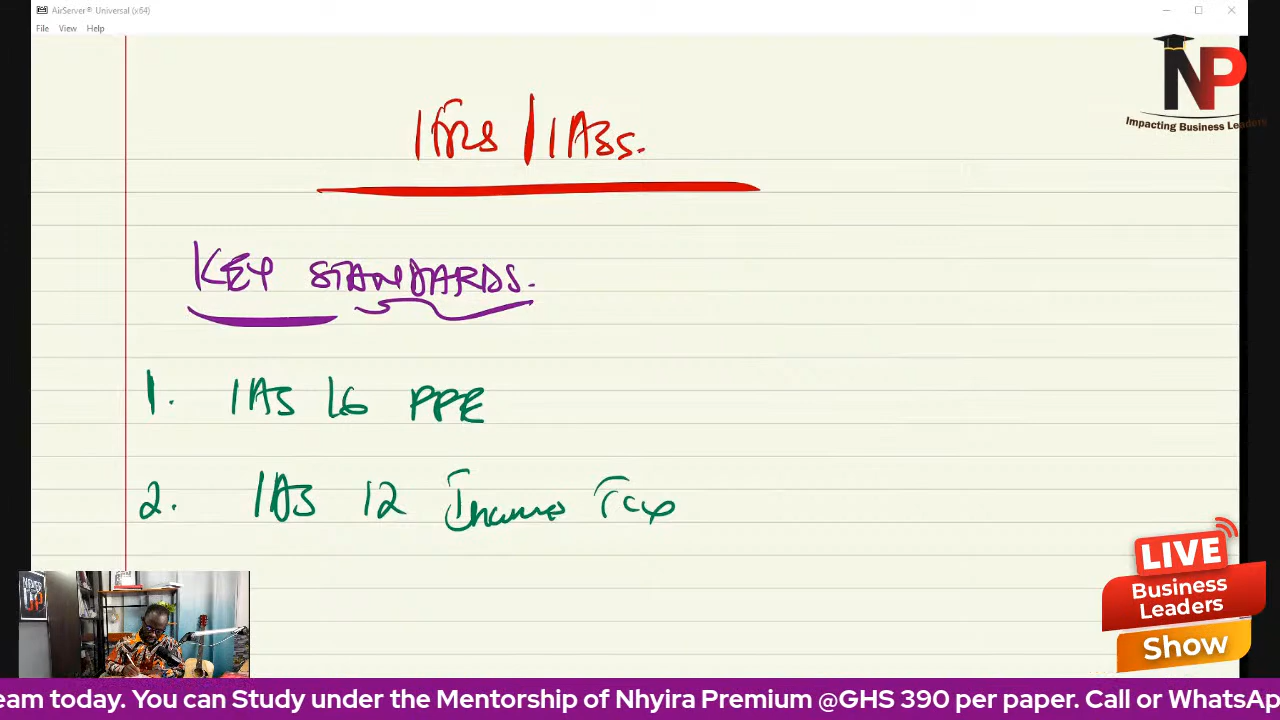 AirServer® Universal (x64)
File View Help
NP
Impacting Business Leaders
IFRS | IASs.
KEY STANDARDS.
1. IAS 16 PPE
2. IAS 12 Income Tax
UP
LIVE
Business
Leaders
Show
eam today. You can Study under the Mentorship of Nhyira Premium @GHS 390 per paper. Call or WhatsAp